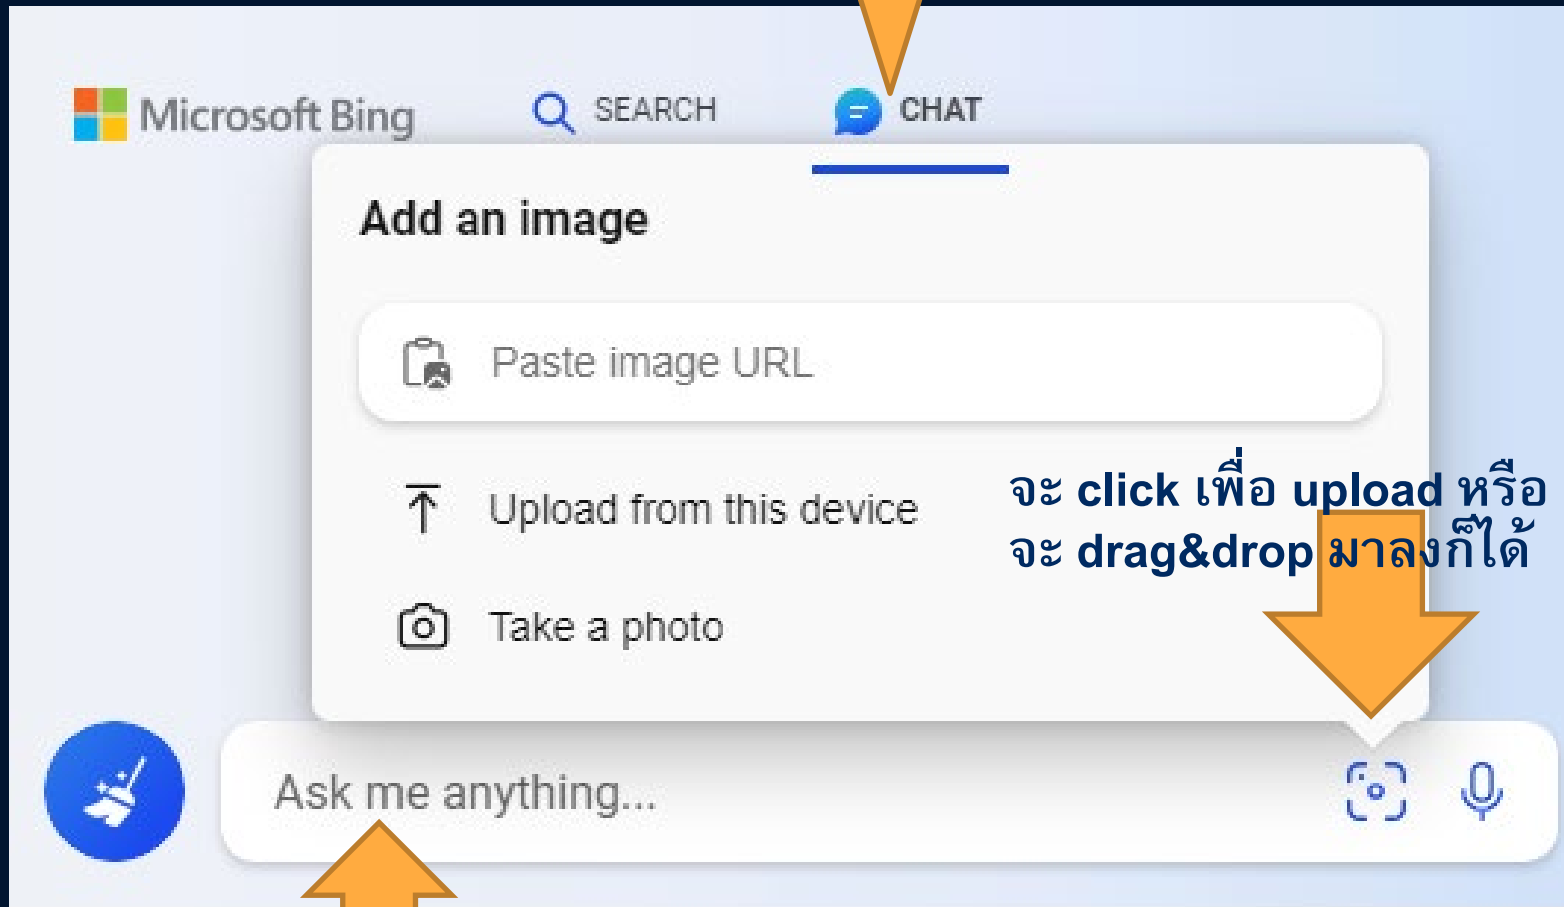 Microsoft Bing SEARCH CHAT
Add an image
Paste image URL
Upload from this device
จะ click เพื่อ upload หรือ
จะ drag&drop มาลงก็ได้
Take a photo
Ask me anything...